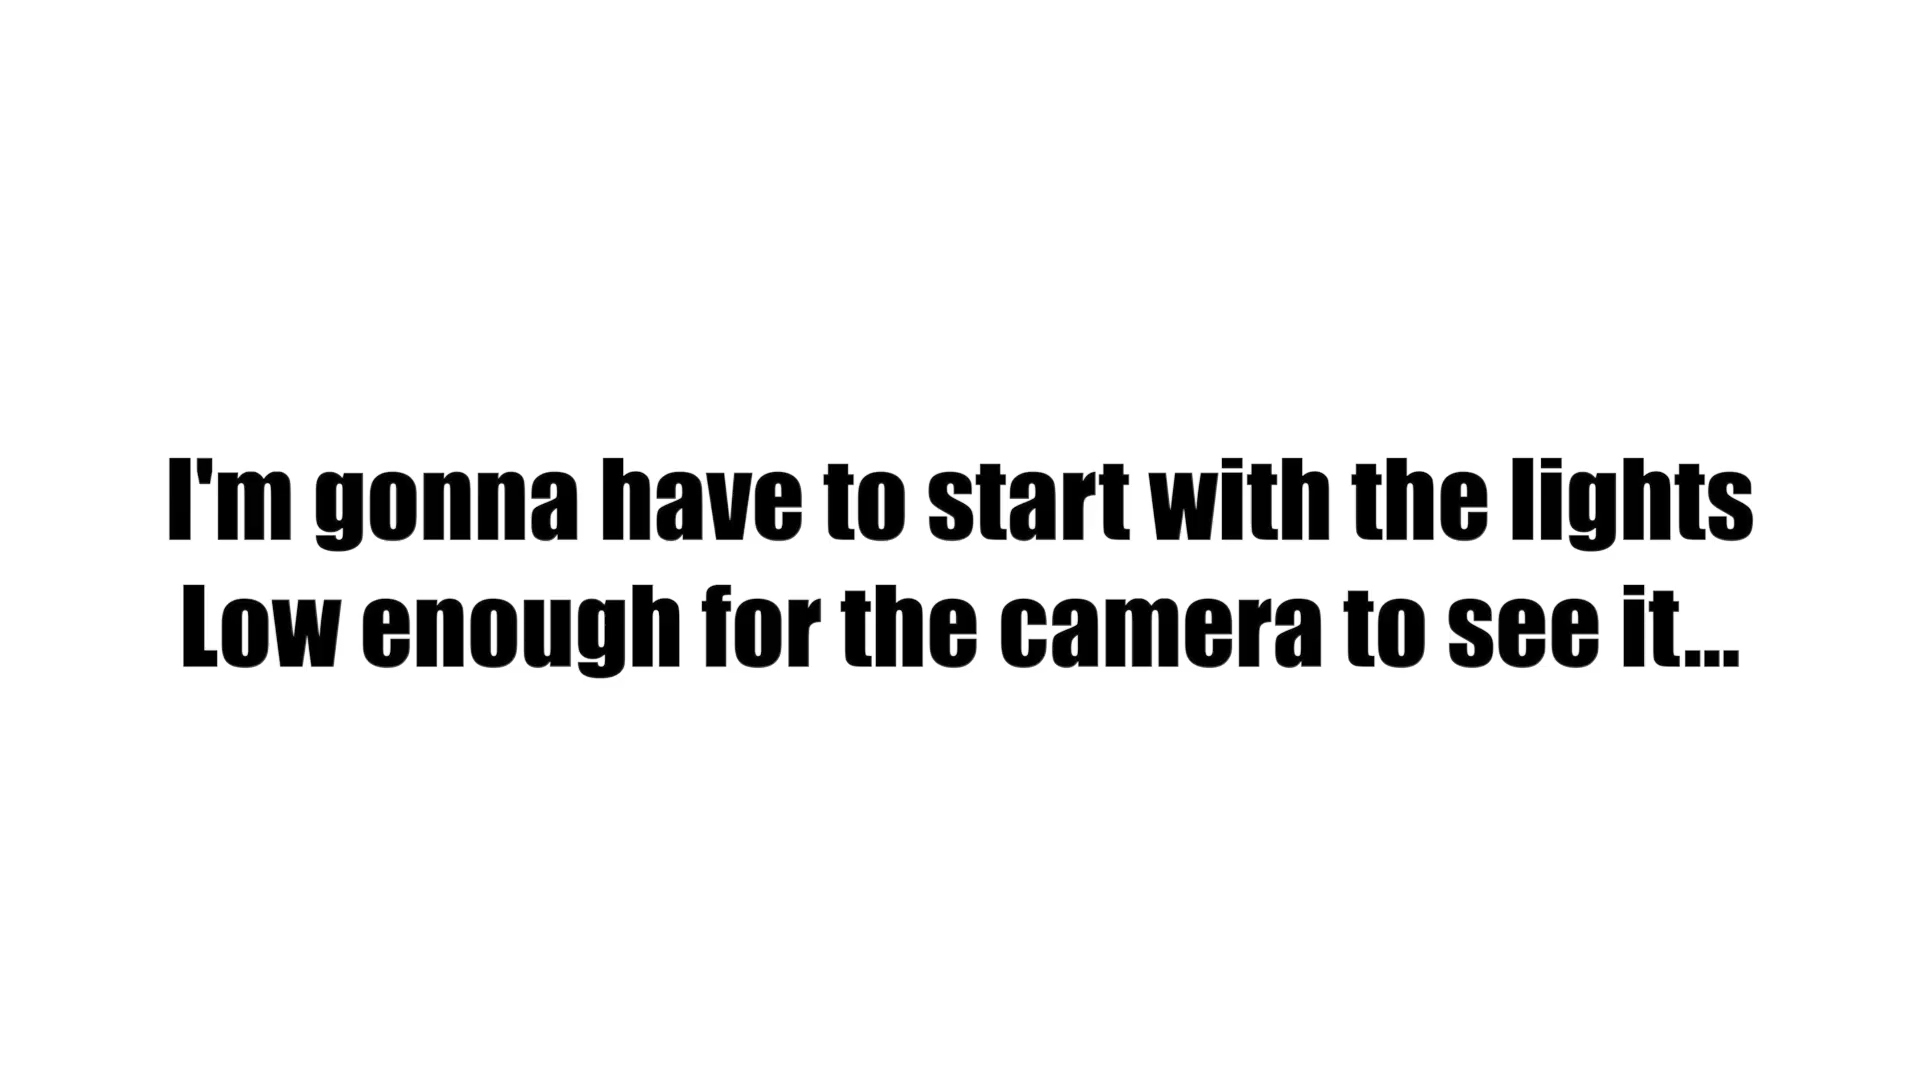 I'm gonna have to start with the lights
Low enough for the camera to see it...